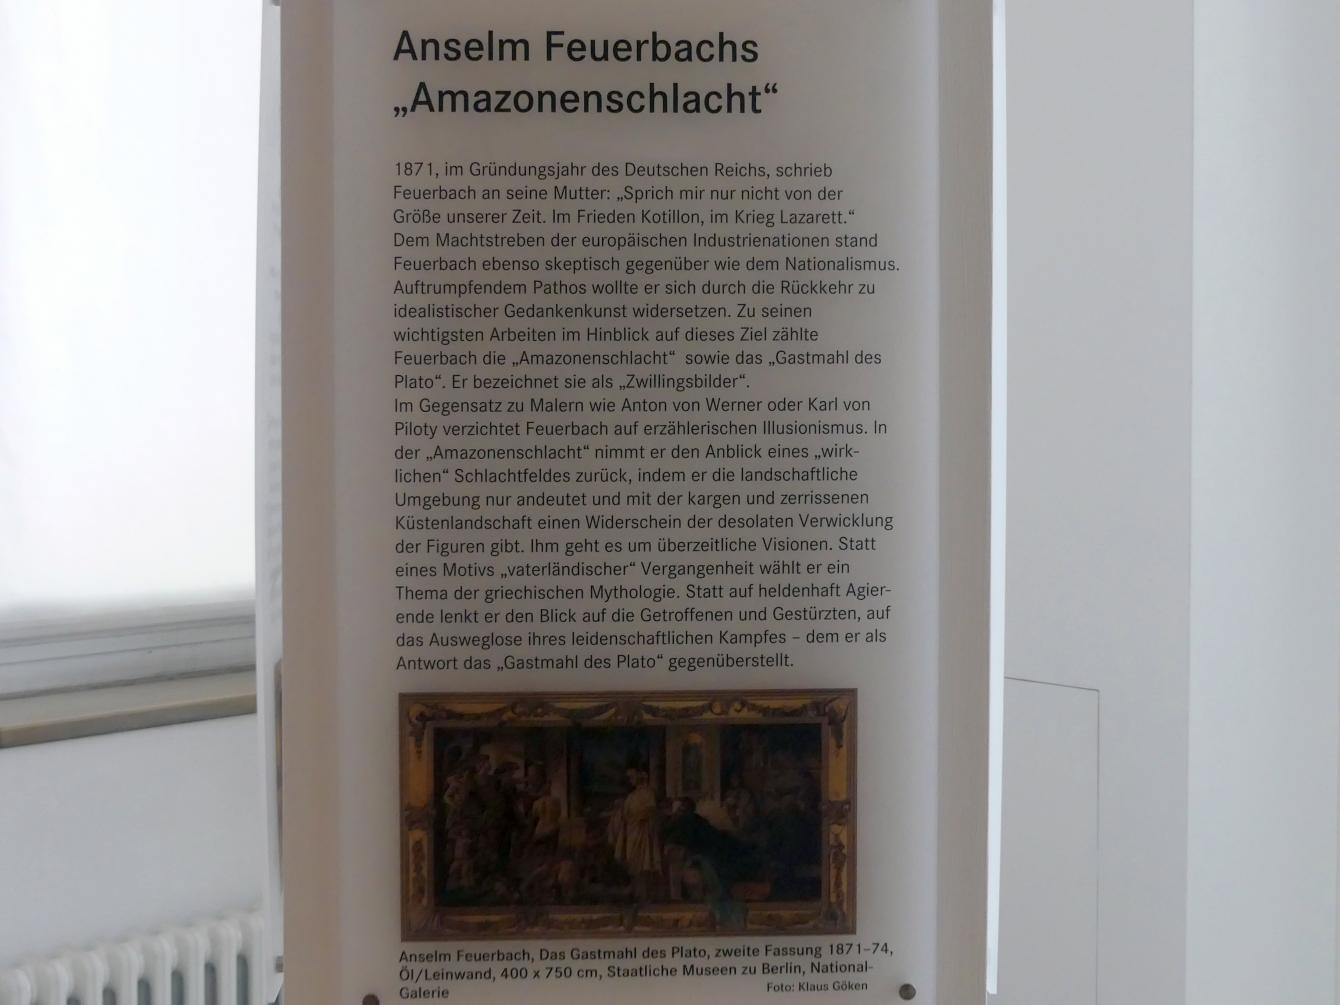 Anselm Feuerbachs
„Amazonenschlacht“
1871, im Gründungsjahr des Deutschen Reichs, schrieb
Feuerbach an seine Mutter: „Sprich mir nur nicht von der
Größe unserer Zeit. Im Frieden Kotillon, im Krieg Lazarett.“
Dem Machtstreben der europäischen Industrienationen stand
Feuerbach ebenso skeptisch gegenüber wie dem Nationalismus.
Auftrumpfendem Pathos wollte er sich durch die Rückkehr zu
idealistischer Gedankenkunst widersetzen. Zu seinen
wichtigsten Arbeiten im Hinblick auf dieses Ziel zählte
Feuerbach die „Amazonenschlacht“ sowie das „Gastmahl des
Plato“. Er bezeichnet sie als „Zwillingsbilder“.
Im Gegensatz zu Malern wie Anton von Werner oder Karl von
Piloty verzichtet Feuerbach auf erzählerischen Illusionismus. In
der „Amazonenschlacht“ nimmt er den Anblick eines „wirk-
lichen“ Schlachtfeldes zurück, indem er die landschaftliche
Umgebung nur andeutet und mit der kargen und zerrissenen
Küstenlandschaft einen Widerschein der desolaten Verwicklung
der Figuren gibt. Ihm geht es um überzeitliche Visionen. Statt
eines Motivs „vaterländischer“ Vergangenheit wählt er ein
Thema der griechischen Mythologie. Statt auf heldenhaft Agier-
ende lenkt er den Blick auf die Getroffenen und Gestürzten, auf
das Ausweglose ihres leidenschaftlichen Kampfes – dem er als
Antwort das „Gastmahl des Plato“ gegenüberstellt.
Anselm Feuerbach, Das Gastmahl des Plato, zweite Fassung 1871–74,
Öl/Leinwand, 400 x 750 cm, Staatliche Museen zu Berlin, National-
Galerie
Foto: Klaus Göken